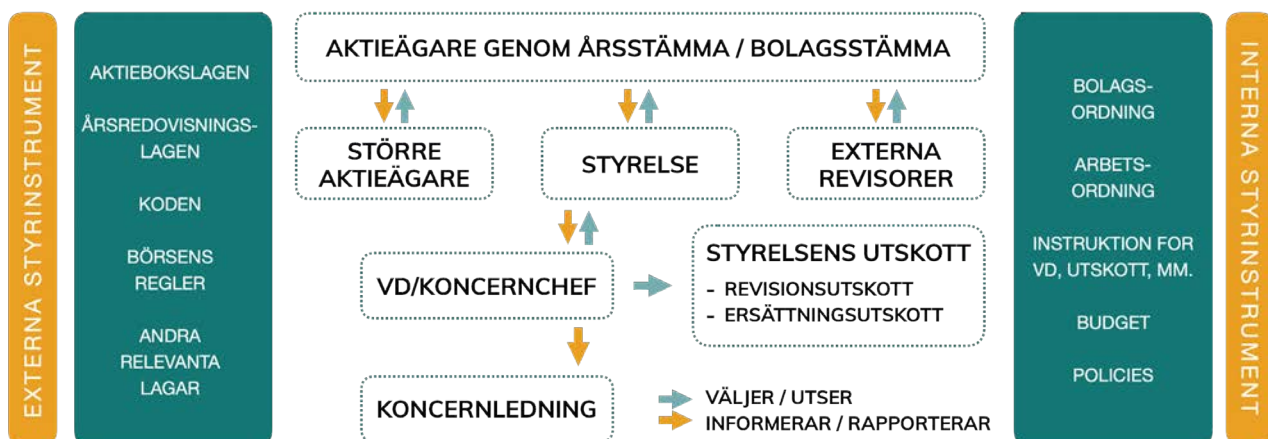 EXTERNA STYRINSTRUMENT
AKTIEBOKSLAGEN
ÅRSREDOVISNINGS-
LAGEN
KODEN
BÖRSENS
REGLER
ANDRA
RELEVANTA
LAGAR
AKTIEÄGARE GENOM ÅRSSTÄMMA / BOLAGSSTÄMMA
STÖRRE
AKTIEÄGARE
STYRELSE
EXTERNA
REVISORER
VD/KONCERNCHEF
STYRELSENS UTSKOTT
- REVISIONSUTSKOTT
- ERSÄTTNINGSUTSKOTT
KONCERNLEDNING
VÄLJER / UTSER
INFORMERAR / RAPPORTERAR
BOLAGS-
ORDNING
ARBETS-
ORDNING
INSTRUKTION FOR
VD, UTSKOTT, MM.
BUDGET
POLICIES
INTERNA STYRINSTRUMENT